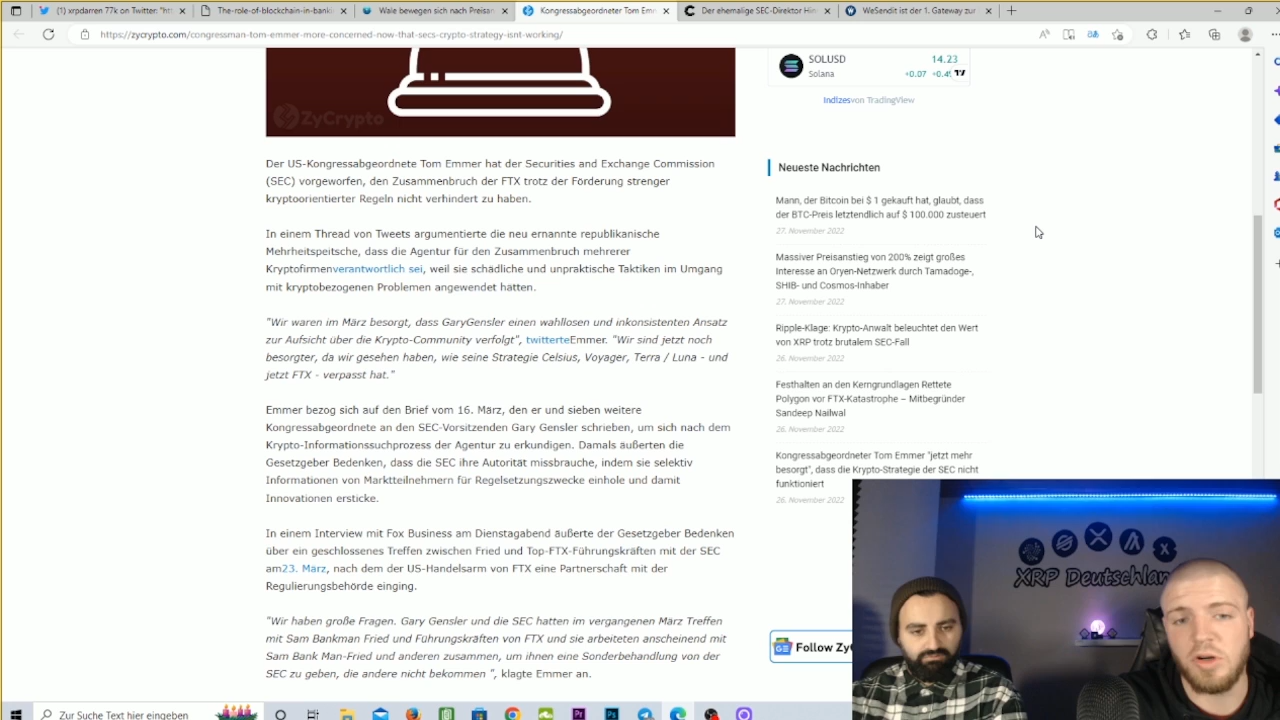 (1) xrpdarren 77k on Twitter: "htt
The-role-of-blockchain-in-banki
Wale bewegen sich nach Preisan
Kongressabgeordneter Tom Emm
Der ehemalige SEC-Direktor Hin
WeSendit ist der 1. Gateway zur
https://zycrypto.com/congressman-tom-emmer-more-concerned-now-that-secs-crypto-strategy-isnt-working/
ZyCrypto
Der US-Kongressabgeordnete Tom Emmer hat der Securities and Exchange Commission
(SEC) vorgeworfen, den Zusammenbruch der FTX trotz der Förderung strenger
kryptoorientierter Regeln nicht verhindert zu haben.
In einem Thread von Tweets argumentierte die neu ernannte republikanische
Mehrheitspeitsche, dass die Agentur für den Zusammenbruch mehrerer
Kryptofirmenverantwortlich sei, weil sie schädliche und unpraktische Taktiken im Umgang
mit kryptobezogenen Problemen angewendet hatten.
"Wir waren im März besorgt, dass GaryGensler einen wahllosen und inkonsistenten Ansatz
zur Aufsicht über die Krypto-Community verfolgt", twitterteEmmer. "Wir sind jetzt noch
besorgter, da wir gesehen haben, wie seine Strategie Celsius, Voyager, Terra / Luna - und
jetzt FTX - verpasst hat."
Emmer bezog sich auf den Brief vom 16. März, den er und sieben weitere
Kongressabgeordnete an den SEC-Vorsitzenden Gary Gensler schrieben, um sich nach dem
Krypto-Informationssuchprozess der Agentur zu erkundigen. Damals äußerten die
Gesetzgeber Bedenken, dass die SEC ihre Autorität missbrauche, indem sie selektiv
Informationen von Marktteilnehmern für Regelsetzungszwecke einhole und damit
Innovationen ersticke.
In einem Interview mit Fox Business am Dienstagabend äußerte der Gesetzgeber Bedenken
über ein geschlossenes Treffen zwischen Fried und Top-FTX-Führungskräften mit der SEC
am23. März, nach dem der US-Handelsarm von FTX eine Partnerschaft mit der
Regulierungsbehörde einging.
"Wir haben große Fragen. Gary Gensler und die SEC hatten im vergangenen März Treffen
mit Sam Bankman Fried und Führungskräften von FTX und sie arbeiteten anscheinend mit
Sam Bank Man-Fried und anderen zusammen, um ihnen eine Sonderbehandlung von der
SEC zu geben, die andere nicht bekommen ", klagte Emmer an.
SOLUSD
14.23
Solana
+0.07
Indizesvon TradingView
Neueste Nachrichten
Mann, der Bitcoin bei $ 1 gekauft hat, glaubt, dass
der BTC-Preis letztendlich auf $ 100.000 zusteuert
27. November 2022
Massiver Preisanstieg von 200% zeigt großes
Interesse an Oryen-Netzwerk durch Tamadoge-,
SHIB- und Cosmos-Inhaber
27. November 2022
Ripple-Klage: Krypto-Anwalt beleuchtet den Wert
von XRP trotz brutalem SEC-Fall
26. November 2022
Festhalten an den Kerngrundlagen Rettete
Polygon vor FTX-Katastrophe – Mitbegründer
Sandeep Nailwal
26. November 2022
Kongressabgeordneter Tom Emmer "jetzt mehr
besorgt", dass die Krypto-Strategie der SEC nicht
funktioniert
26. November 2022
Follow ZyC
XRP Deutschlan
Zur Suche Text hier eingeben